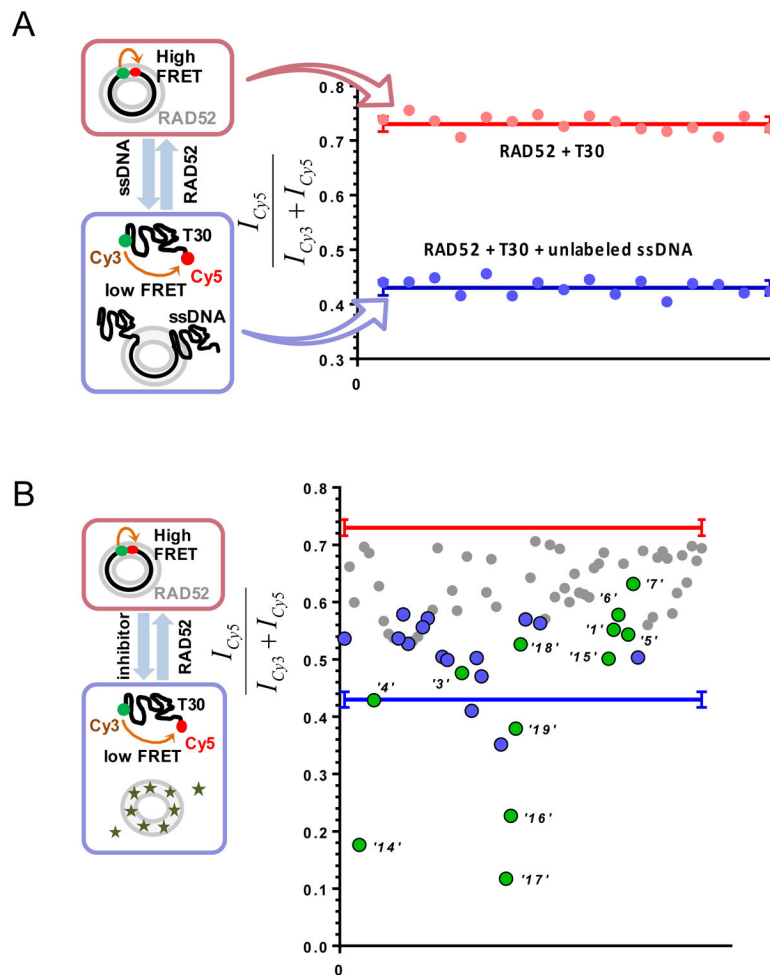 A
High
FRET
RAD52
ssDNA
RAD52
T30
Cy3
Cy5
low FRET
ssDNA
I_Cy5
I_Cy3 + I_Cy5
0.8
0.7
0.6
0.5
0.4
0.3
0
RAD52 + T30
RAD52 + T30 + unlabeled ssDNA
B
High
FRET
RAD52
inhibitor
RAD52
T30
Cy3
Cy5
low FRET
I_Cy5
I_Cy3 + I_Cy5
0.8
0.7
0.6
0.5
0.4
0.3
0.2
0.1
0.0
0
'7'
'6'
'1'
'5'
'18'
'15'
'3'
'4'
'19'
'16'
'14'
'17'